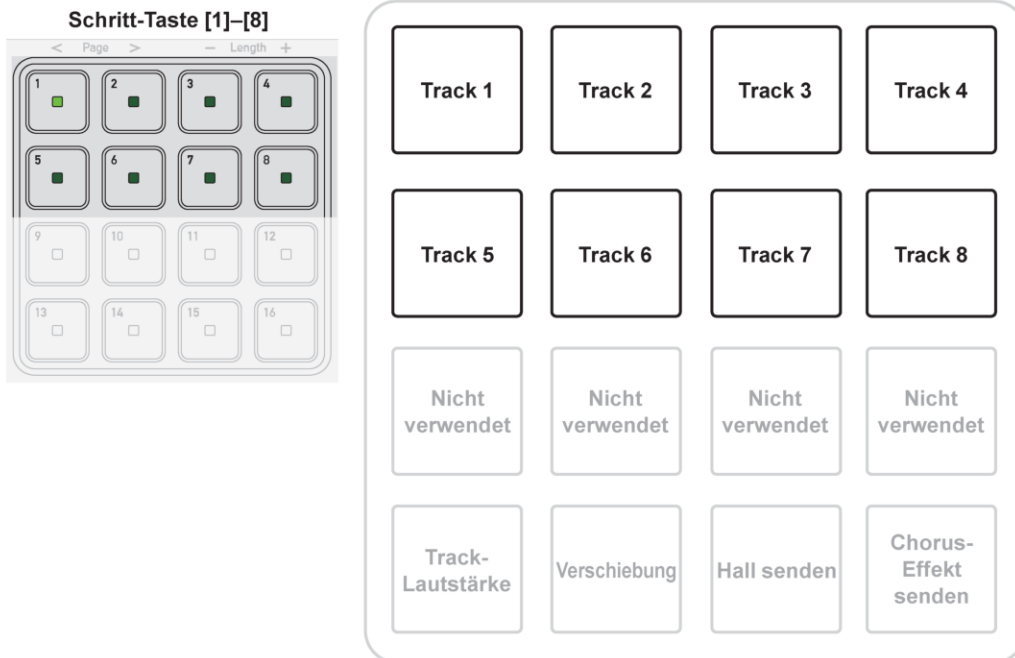 Schritt-Taste [1]–[8]
< Page > − Length +
1 2 3 4
5 6 7 8
9 10 11 12
13 14 15 16
Track 1 Track 2 Track 3 Track 4
Track 5 Track 6 Track 7 Track 8
Nicht verwendet
Nicht verwendet
Nicht verwendet
Nicht verwendet
Track-
Lautstärke
Verschiebung
Hall senden
Chorus-
Effekt
senden